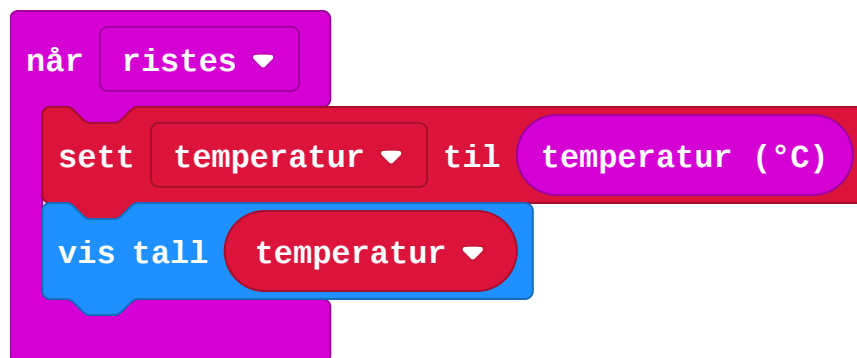 når ristes
sett temperatur til temperatur (°C)
vis tall temperatur